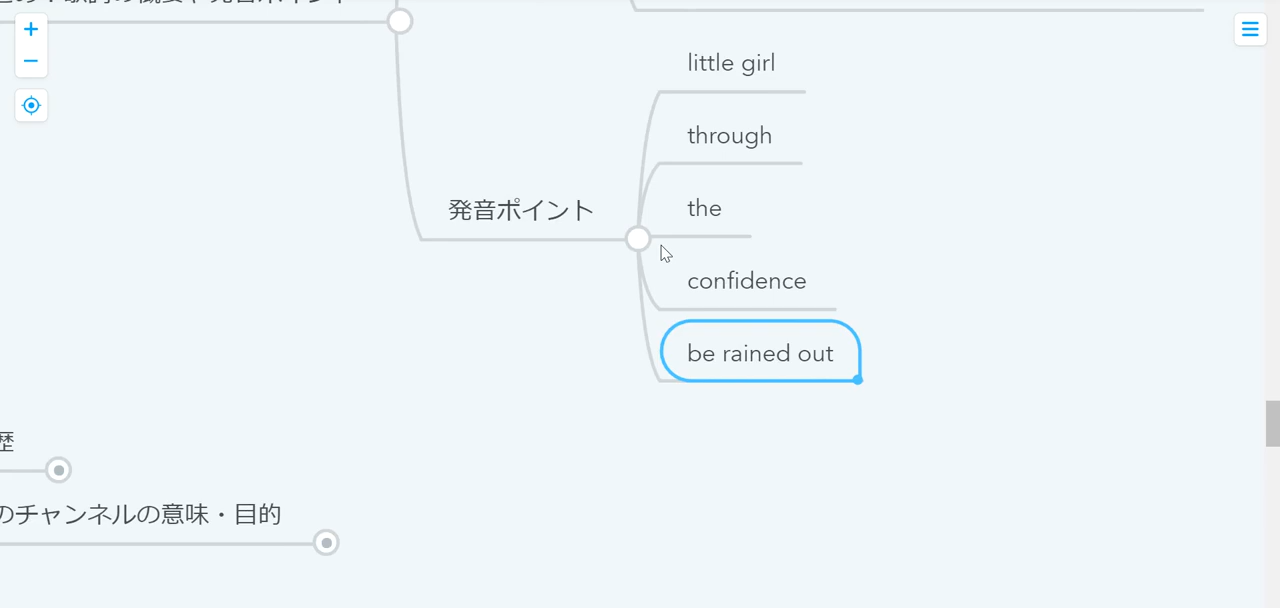 little girl
through
発音ポイント
the
confidence
be rained out
歴
のチャンネルの意味・目的